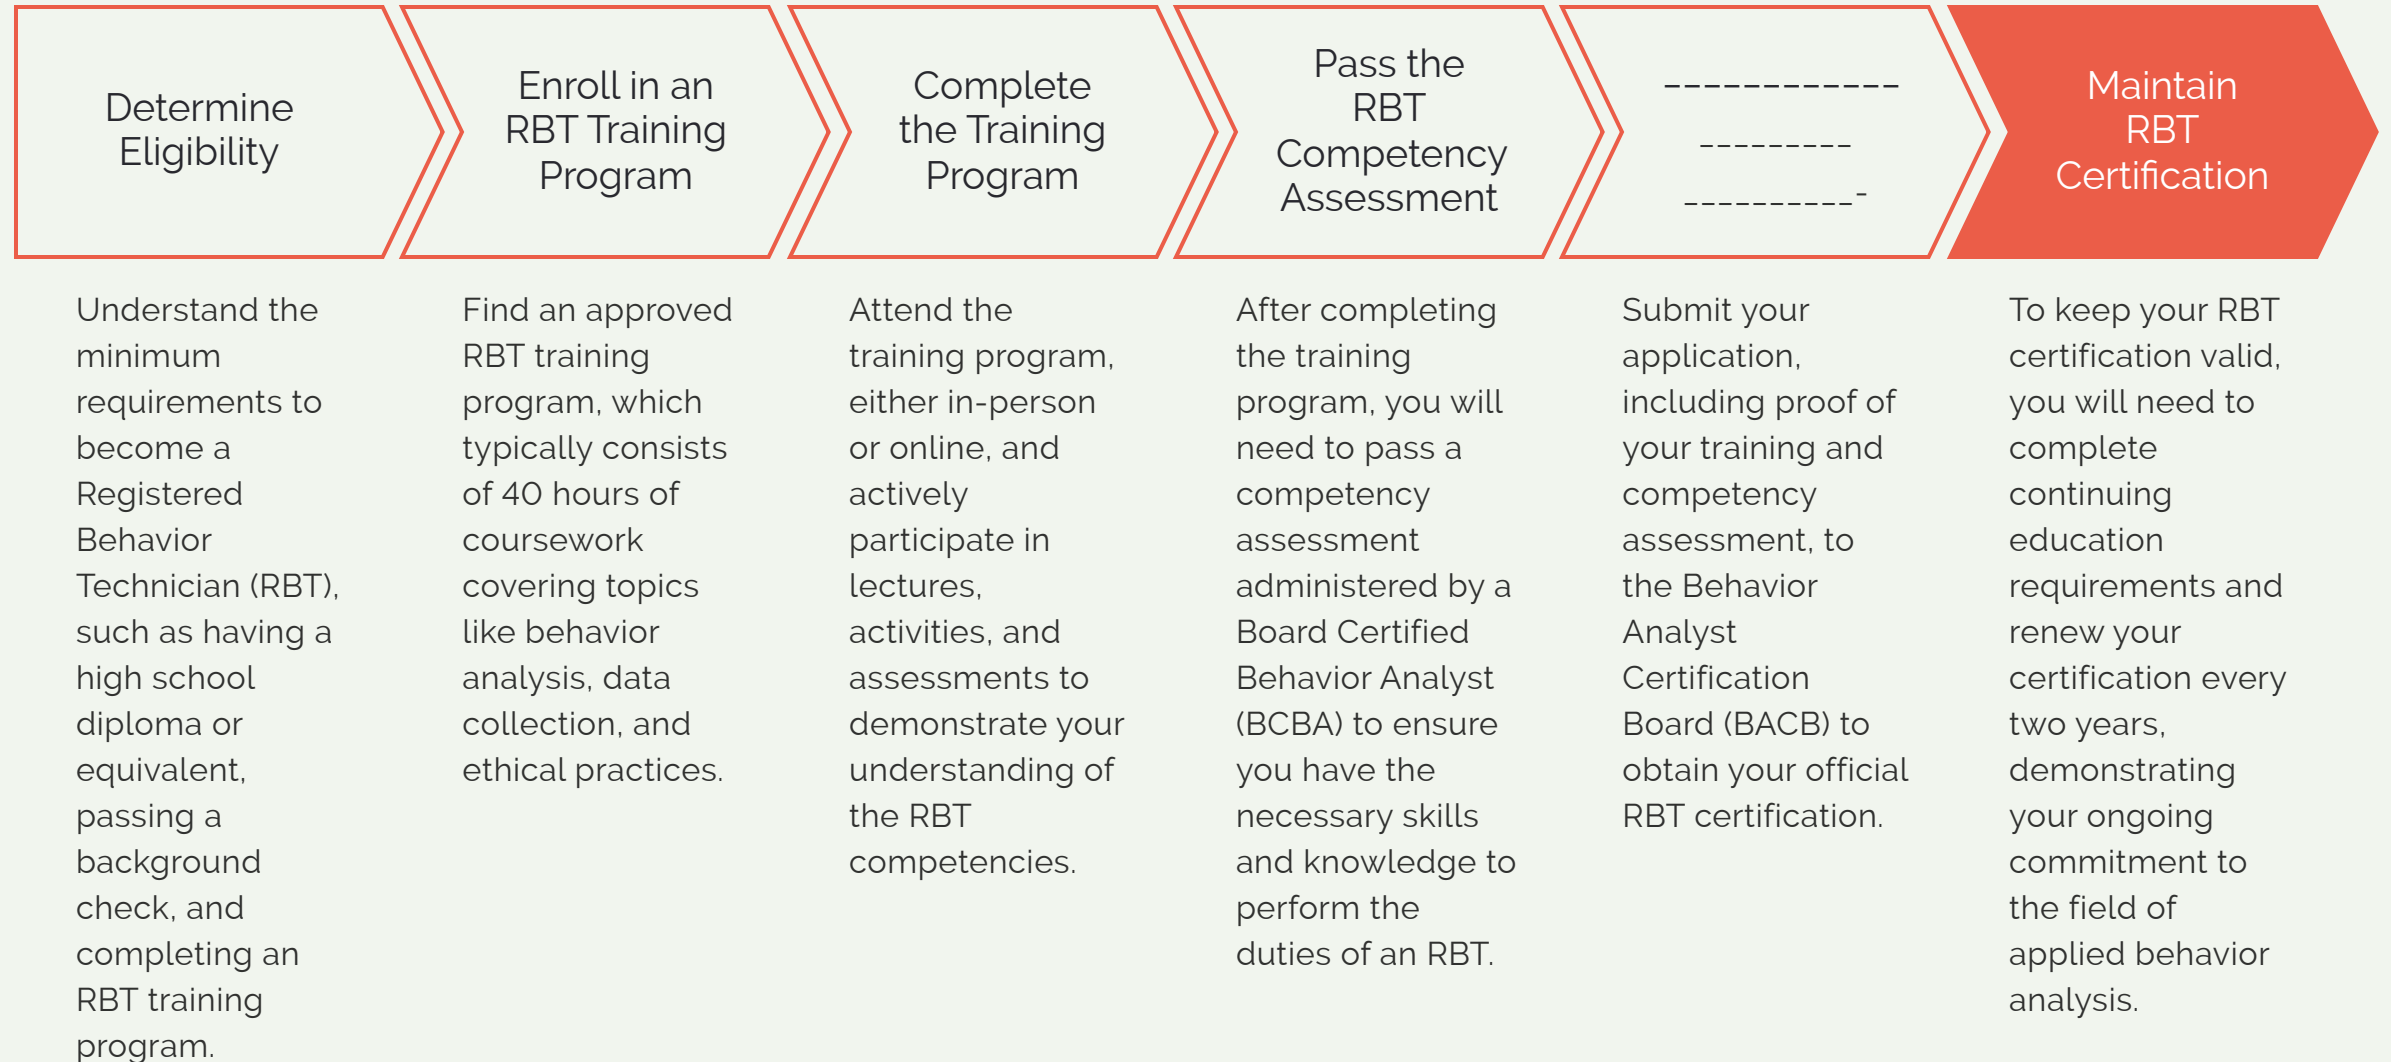 Determine
Eligibility
Enroll in an
RBT Training
Program
Complete
the Training
Program
Pass the
RBT
Competency
Assessment
____________
_________
__________-
Maintain
RBT
Certification
Understand the
minimum
requirements to
become a
Registered
Behavior
Technician (RBT),
such as having a
high school
diploma or
equivalent,
passing a
background
check, and
completing an
RBT training
program.
Find an approved
RBT training
program, which
typically consists
of 40 hours of
coursework
covering topics
like behavior
analysis, data
collection, and
ethical practices.
Attend the
training program,
either in-person
or online, and
actively
participate in
lectures,
activities, and
assessments to
demonstrate your
understanding of
the RBT
competencies.
After completing
the training
program, you will
need to pass a
competency
assessment
administered by a
Board Certified
Behavior Analyst
(BCBA) to ensure
you have the
necessary skills
and knowledge to
perform the
duties of an RBT.
Submit your
application,
including proof of
your training and
competency
assessment, to
the Behavior
Analyst
Certification
Board (BACB) to
obtain your official
RBT certification.
To keep your RBT
certification valid,
you will need to
complete
continuing
education
requirements and
renew your
certification every
two years,
demonstrating
your ongoing
commitment to
the field of
applied behavior
analysis.